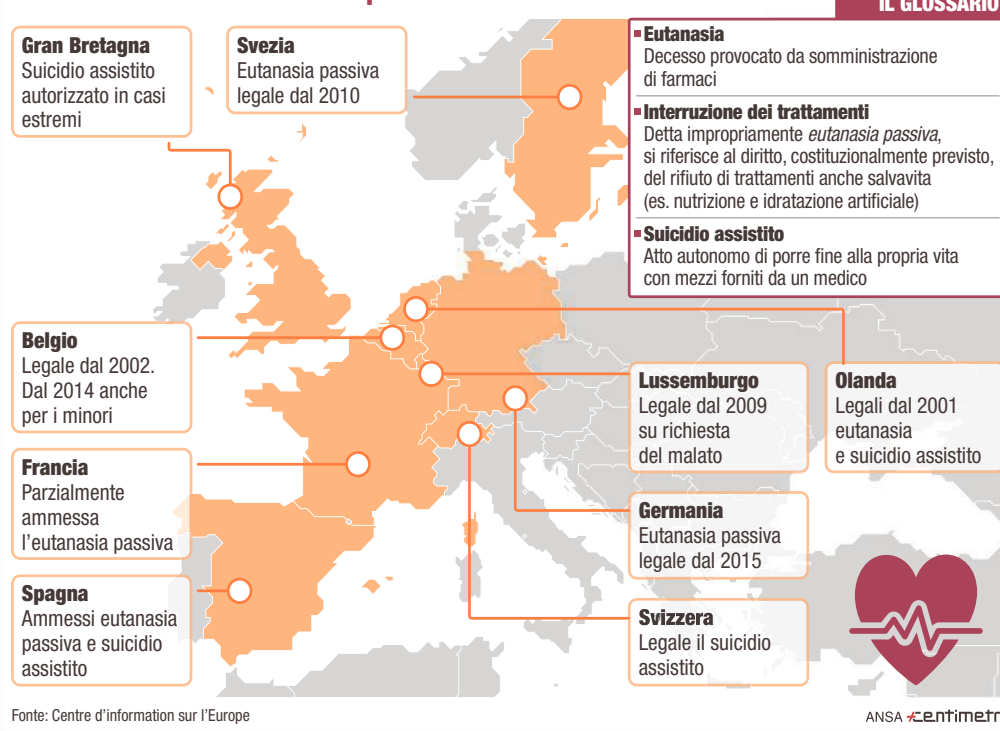 IL GLOSSARIO
Gran Bretagna
Suicidio assistito
autorizzato in casi
estremi
Svezia
Eutanasia passiva
legale dal 2010
Eutanasia
Decesso provocato da somministrazione
di farmaci
Interruzione dei trattamenti
Detta impropriamente eutanasia passiva,
si riferisce al diritto, costituzionalmente previsto,
del rifiuto di trattamenti anche salvavita
(es. nutrizione e idratazione artificiale)
Suicidio assistito
Atto autonomo di porre fine alla propria vita
con mezzi forniti da un medico
Belgio
Legale dal 2002.
Dal 2014 anche
per i minori
Lussemburgo
Legale dal 2009
su richiesta
del malato
Olanda
Legali dal 2001
eutanasia
e suicidio assistito
Francia
Parzialmente
ammessa
l'eutanasia passiva
Germania
Eutanasia passiva
legale dal 2015
Spagna
Ammessi eutanasia
passiva e suicidio
assistito
Svizzera
Legale il suicidio
assistito
Fonte: Centre d'information sur l'Europe
ANSA centimetr